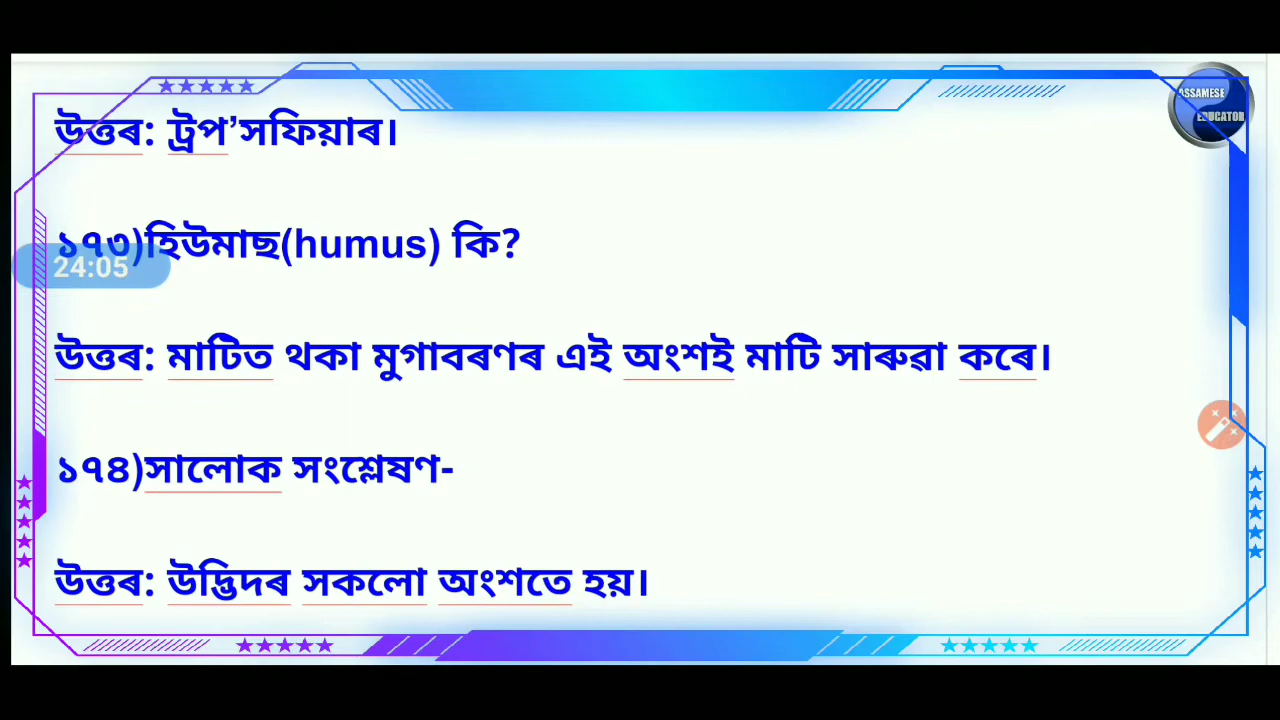 ASSAMESE
EDUCATOR
উত্তৰ: ট্ৰপ’সফিয়াৰ।
১৭৩)হিউমাছ(humus) কি?
24:05
উত্তৰ: মাটিত থকা মুগাবৰণৰ এই অংশই মাটি সাৰুৱা কৰে।
১৭৪)সালোক সংশ্লেষণ-
উত্তৰ: উদ্ভিদৰ সকলো অংশতে হয়।